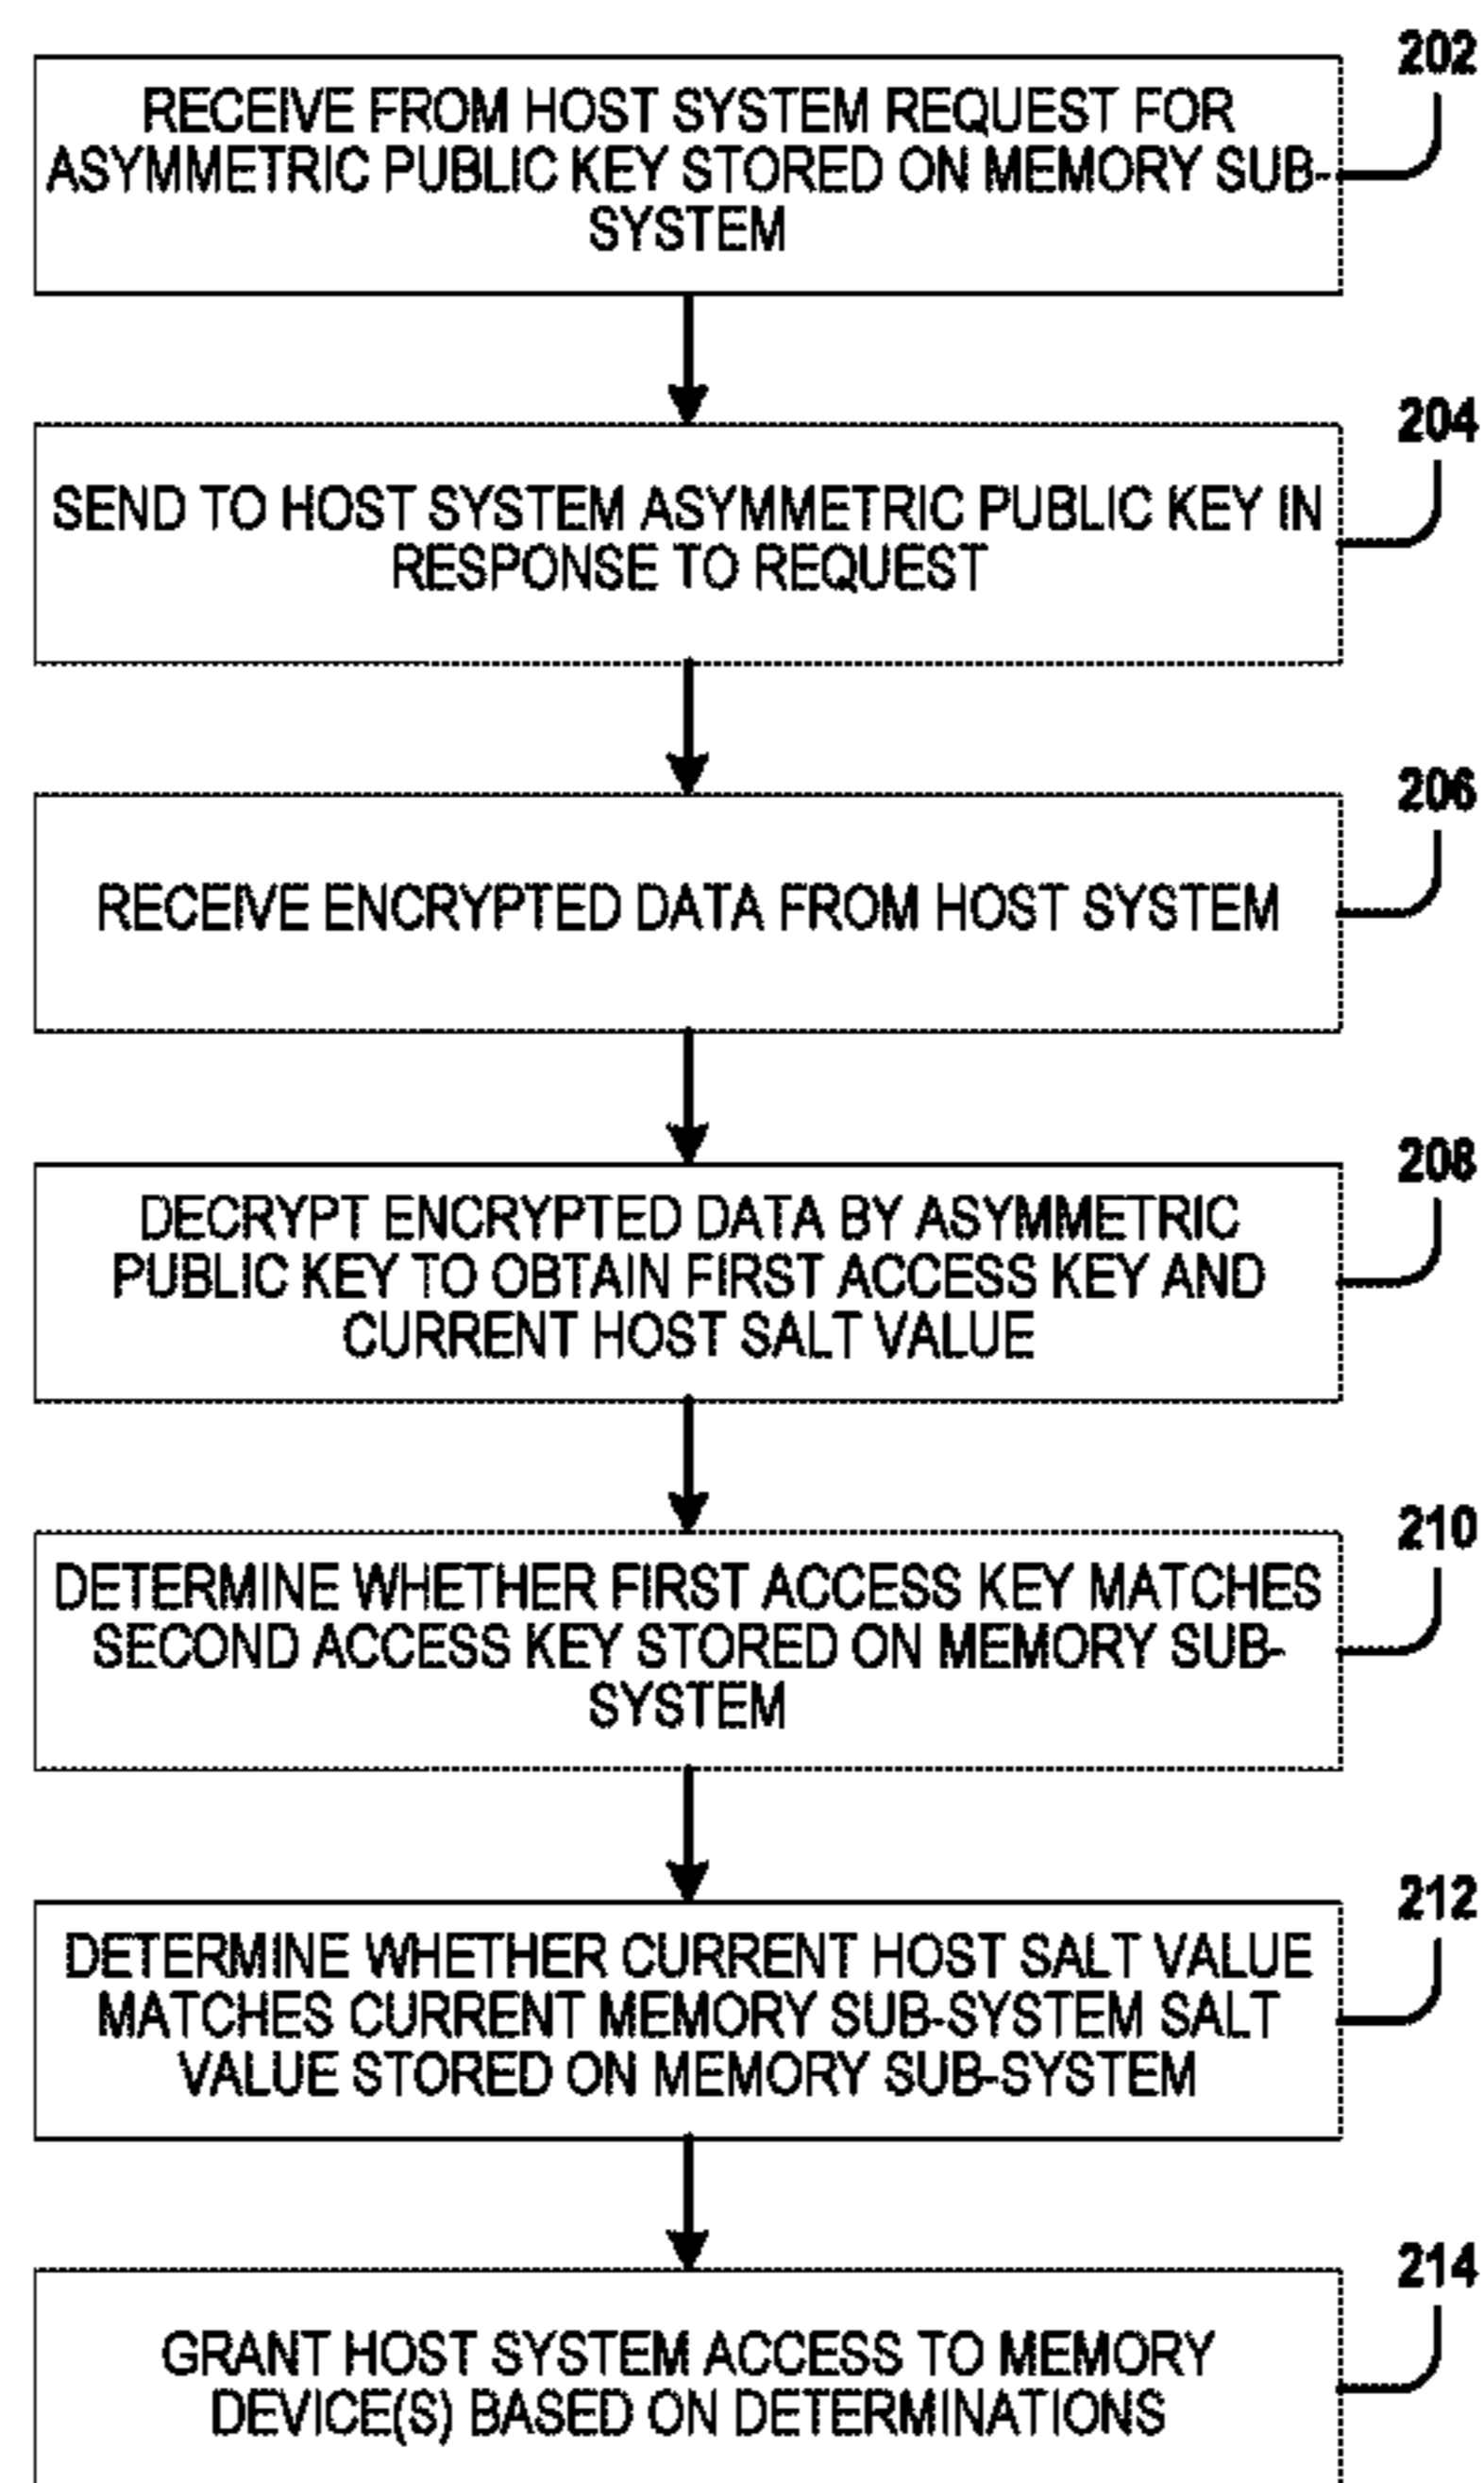 202
RECEIVE FROM HOST SYSTEM REQUEST FOR
ASYMMETRIC PUBLIC KEY STORED ON MEMORY SUB-
SYSTEM
204
SEND TO HOST SYSTEM ASYMMETRIC PUBLIC KEY IN
RESPONSE TO REQUEST
206
RECEIVE ENCRYPTED DATA FROM HOST SYSTEM
208
DECRYPT ENCRYPTED DATA BY ASYMMETRIC
PUBLIC KEY TO OBTAIN FIRST ACCESS KEY AND
CURRENT HOST SALT VALUE
210
DETERMINE WHETHER FIRST ACCESS KEY MATCHES
SECOND ACCESS KEY STORED ON MEMORY SUB-
SYSTEM
212
DETERMINE WHETHER CURRENT HOST SALT VALUE
MATCHES CURRENT MEMORY SUB-SYSTEM SALT
VALUE STORED ON MEMORY SUB-SYSTEM
214
GRANT HOST SYSTEM ACCESS TO MEMORY
DEVICE(S) BASED ON DETERMINATIONS